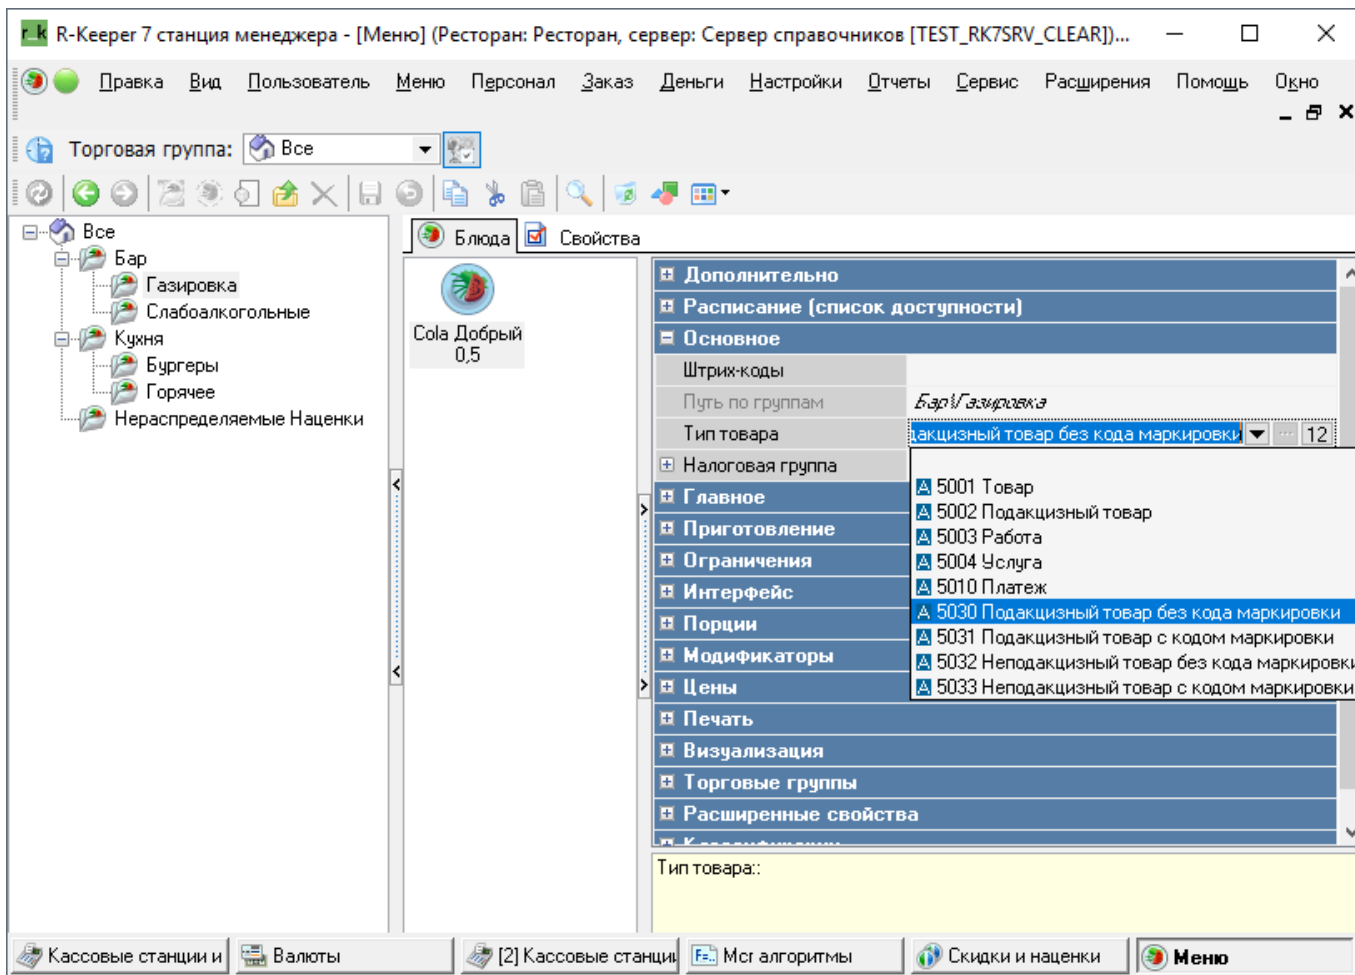 r_k R-Keeper 7 станция менеджера - [Меню] (Ресторан: Ресторан, сервер: Сервер справочников [TEST_RK7SRV_CLEAR])...
Правка Вид Пользователь Меню Персонал Заказ Деньги Настройки Отчеты Сервис Расширения Помощь Окно
Торговая группа: Все
Все
Бар
Газировка
Слабоалкогольные
Кухня
Бургеры
Горячее
Нераспределяемые Наценки
Блюда Свойства
Cola Добрый
0,5
Дополнительно
Расписание (список доступности)
Основное
Штрих-коды
Путь по группам Бар\Газировка
Тип товара дакцизный товар без кода маркировки 12
Налоговая группа
Главное
Приготовление
Ограничения
Интерфейс
Порции
Модификаторы
Цены
Печать
Визуализация
Торговые группы
Расширенные свойства
5001 Товар
5002 Подакцизный товар
5003 Работа
5004 Услуга
5010 Платеж
5030 Подакцизный товар без кода маркировки
5031 Подакцизный товар с кодом маркировки
5032 Неподакцизный товар без кода маркировки
5033 Неподакцизный товар с кодом маркировки
Тип товара::
Кассовые станции и Валюты [2] Кассовые станции Мcr алгоритмы Скидки и наценки Меню